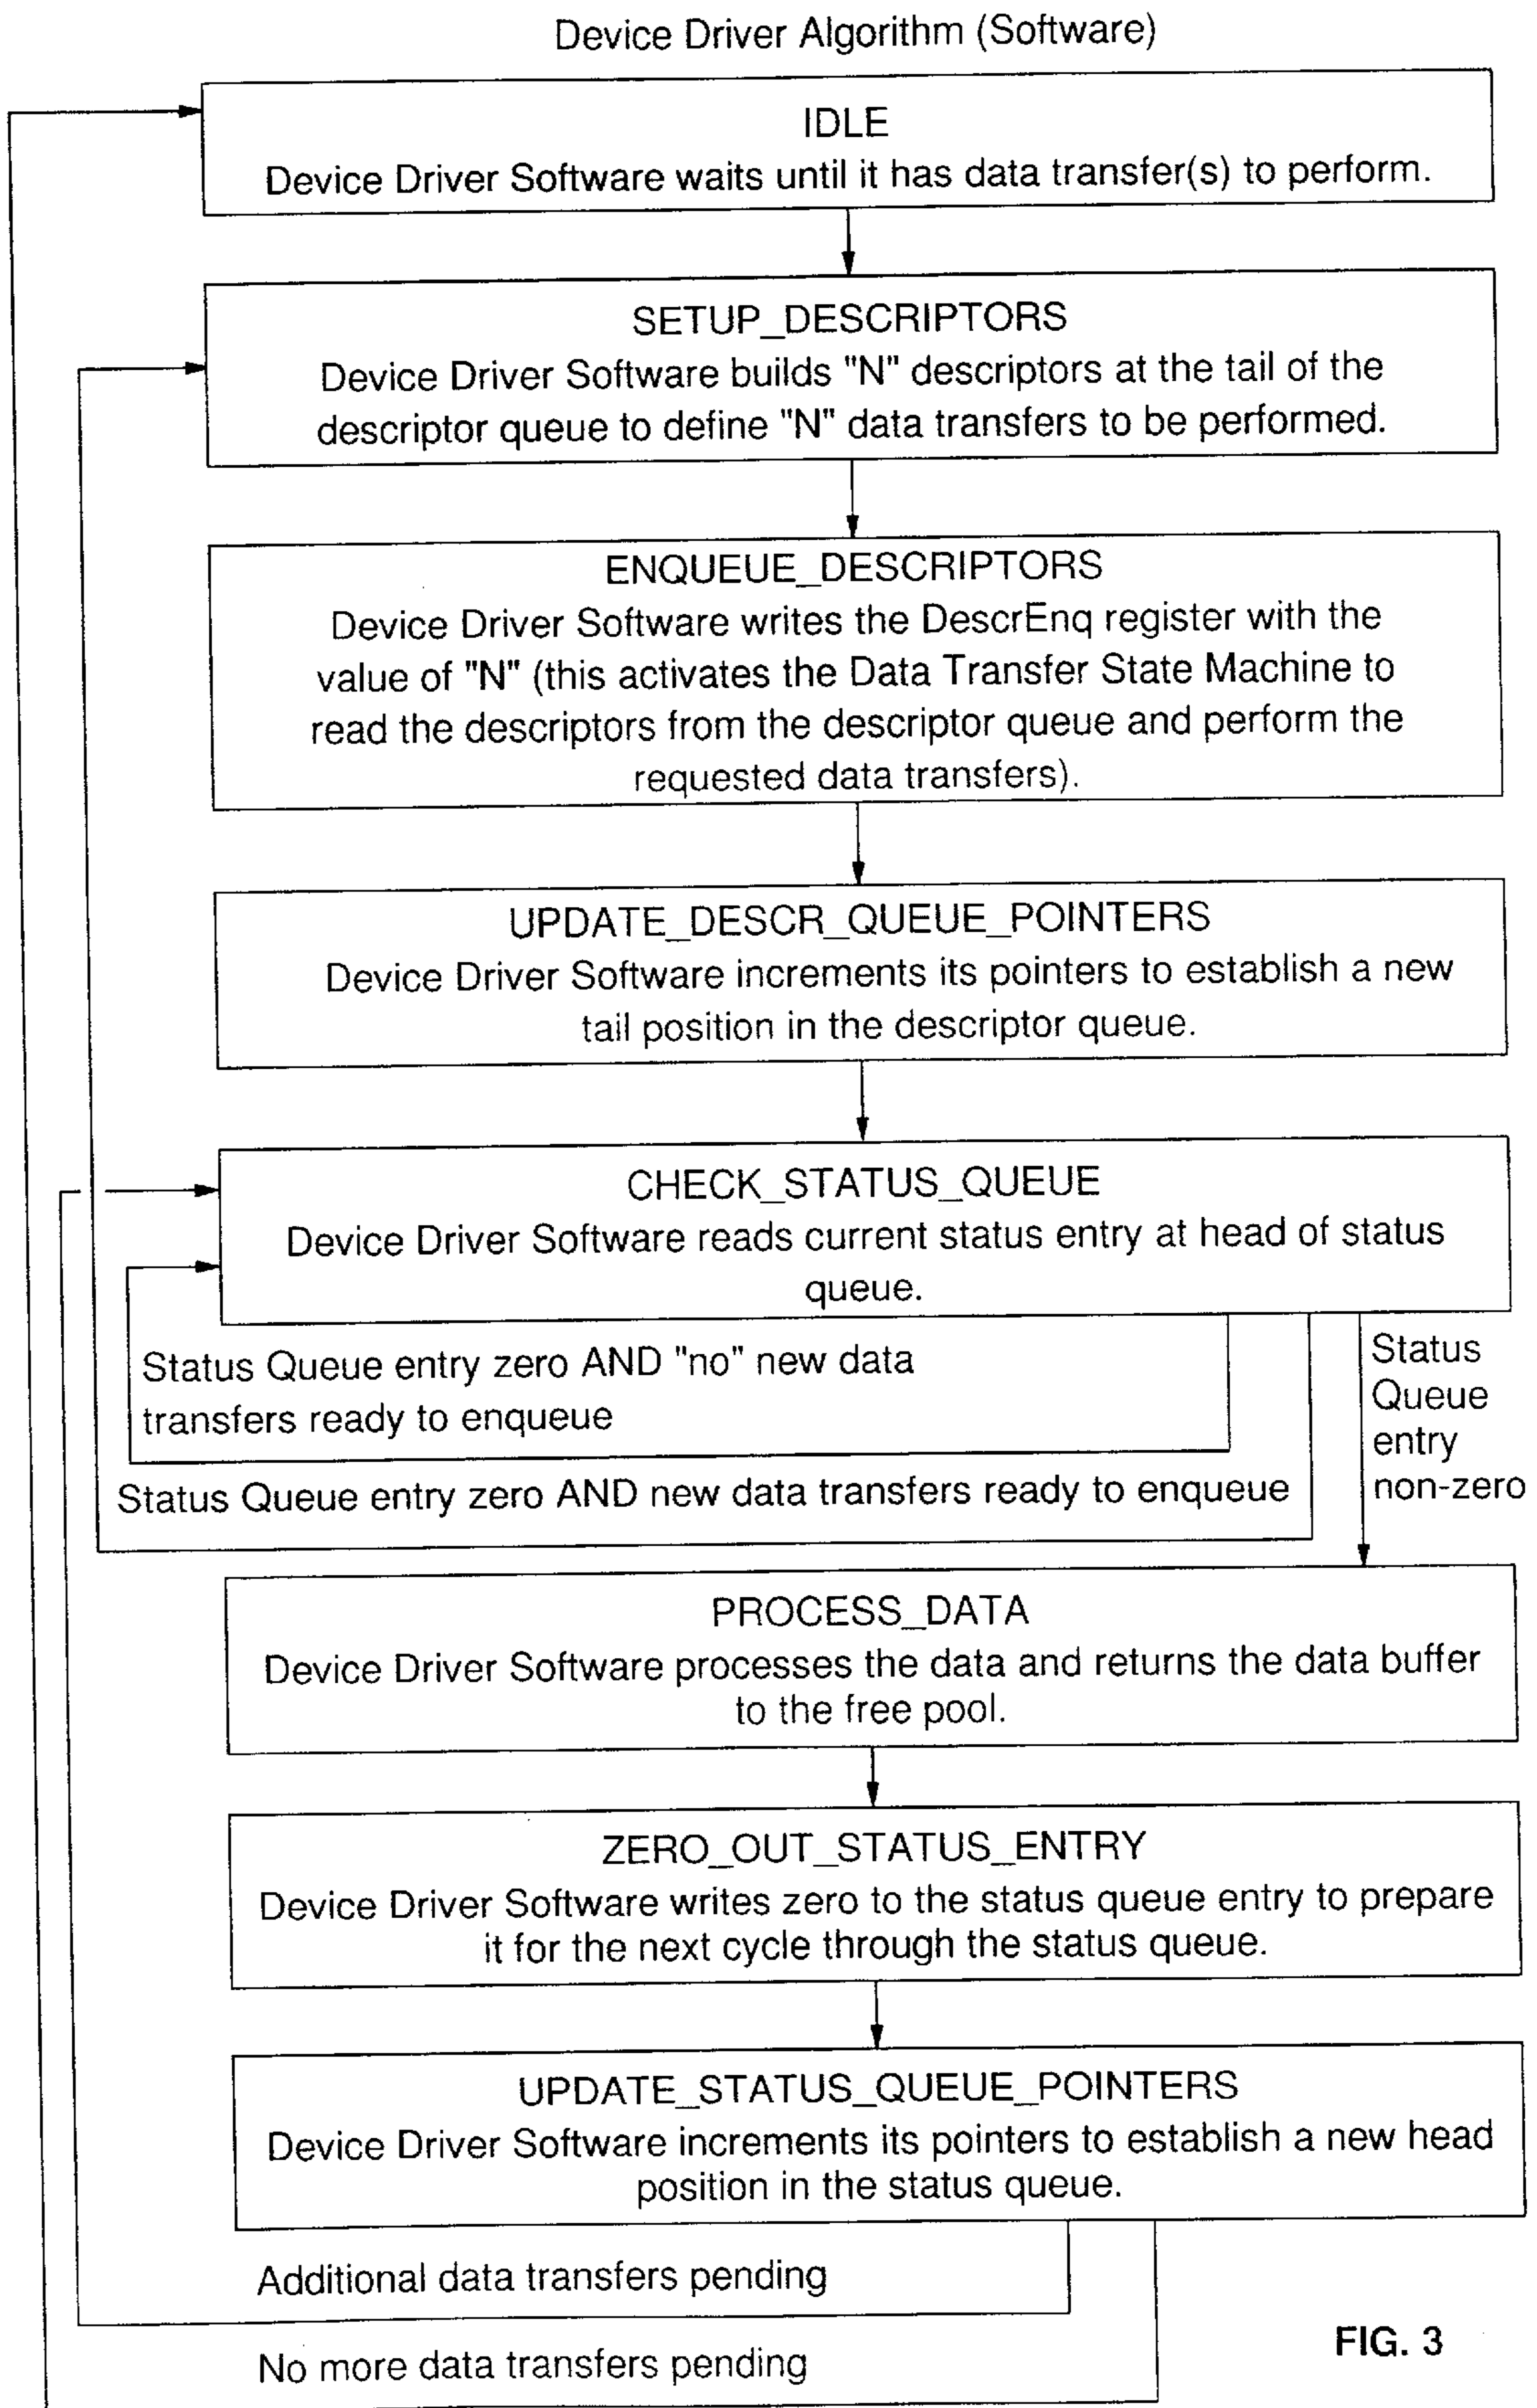 Device Driver Algorithm (Software)
IDLE
Device Driver Software waits until it has data transfer(s) to perform.
SETUP_DESCRIPTORS
Device Driver Software builds "N" descriptors at the tail of the
descriptor queue to define "N" data transfers to be performed.
ENQUEUE_DESCRIPTORS
Device Driver Software writes the DescrEnq register with the
value of "N" (this activates the Data Transfer State Machine to
read the descriptors from the descriptor queue and perform the
requested data transfers).
UPDATE_DESCR_QUEUE_POINTERS
Device Driver Software increments its pointers to establish a new
tail position in the descriptor queue.
CHECK_STATUS_QUEUE
Device Driver Software reads current status entry at head of status
queue.
Status Queue entry zero AND "no" new data
transfers ready to enqueue
Status Queue entry zero AND new data transfers ready to enqueue
Status
Queue
entry
non-zero
PROCESS_DATA
Device Driver Software processes the data and returns the data buffer
to the free pool.
ZERO_OUT_STATUS_ENTRY
Device Driver Software writes zero to the status queue entry to prepare
it for the next cycle through the status queue.
UPDATE_STATUS_QUEUE_POINTERS
Device Driver Software increments its pointers to establish a new head
position in the status queue.
Additional data transfers pending
No more data transfers pending
FIG. 3